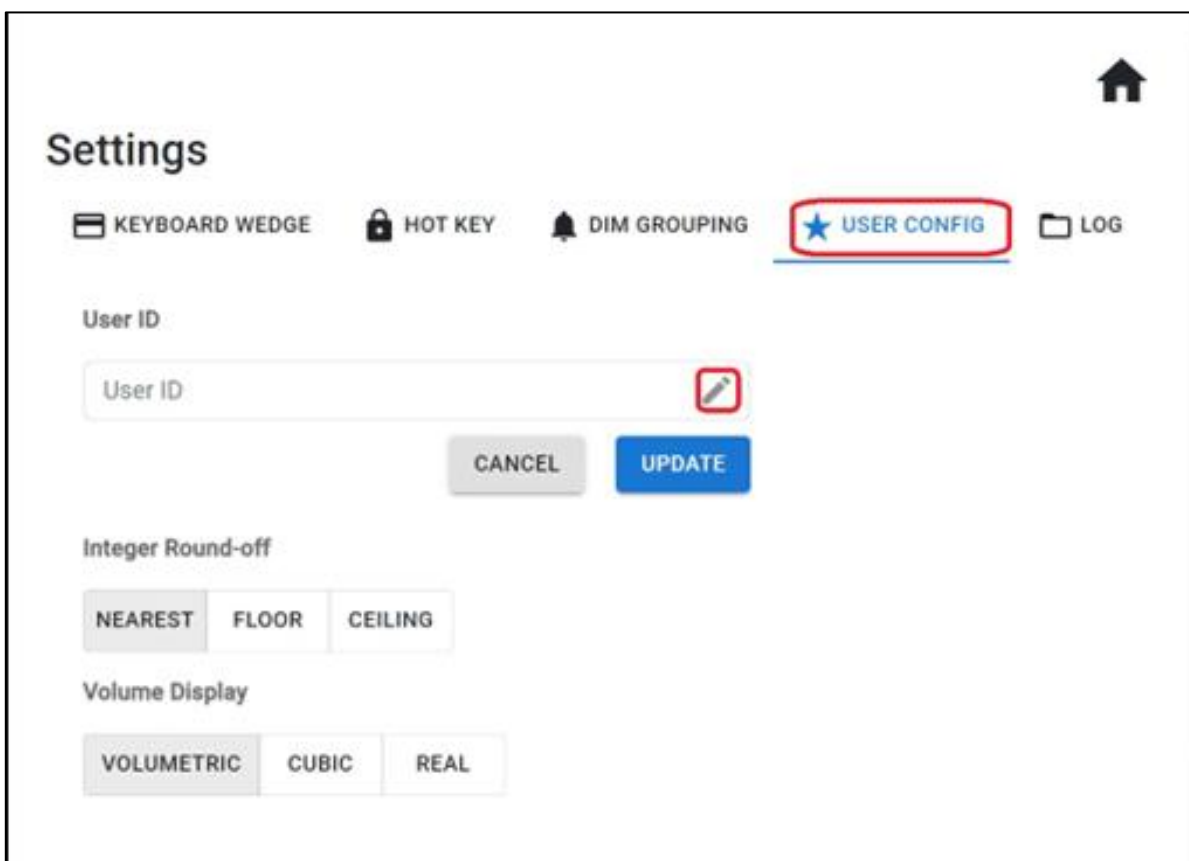 Settings
KEYBOARD WEDGE HOT KEY DIM GROUPING USER CONFIG LOG
User ID
User ID
CANCEL UPDATE
Integer Round-off
NEAREST FLOOR CEILING
Volume Display
VOLUMETRIC CUBIC REAL